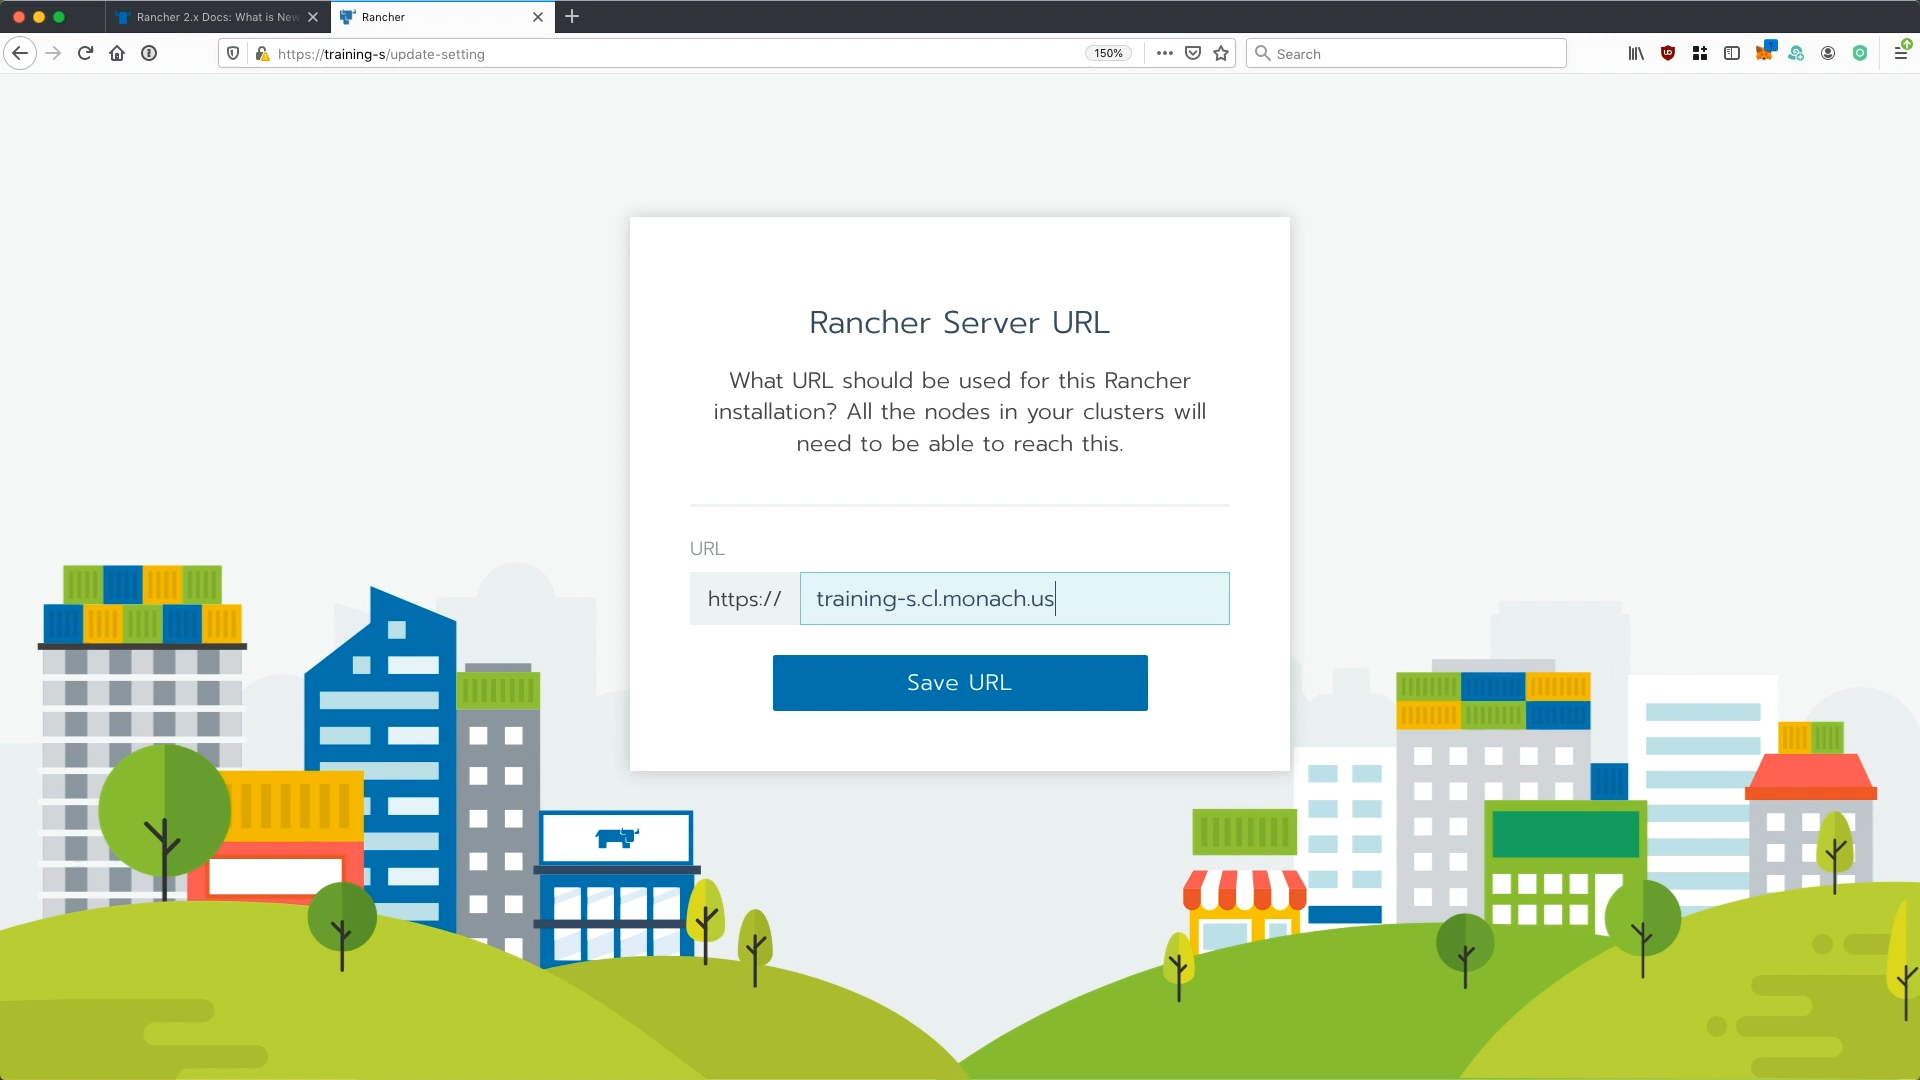 Rancher 2.x Docs: What is New
Rancher
https://training-s/update-setting
150%
Search
1
Rancher Server URL
What URL should be used for this Rancher
installation? All the nodes in your clusters will
need to be able to reach this.
URL
https://
training-s.cl.monach.us
Save URL